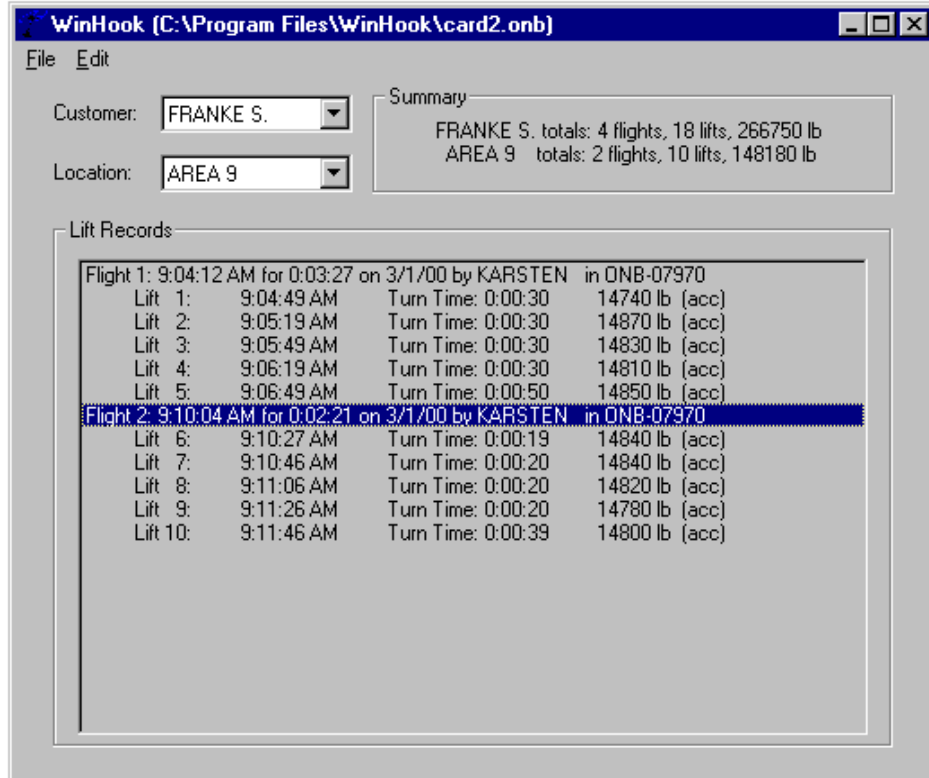 WinHook (C:\Program Files\WinHook\card2.onb)
File Edit
Customer: FRANKE S.
Location: AREA 9
Summary
FRANKE S. totals: 4 flights, 18 lifts, 266750 lb
AREA 9 totals: 2 flights, 10 lifts, 148180 lb
Lift Records
Flight 1: 9:04:12 AM for 0:03:27 on 3/1/00 by KARSTEN in ONB-07970
Lift 1: 9:04:49 AM Turn Time: 0:00:30 14740 lb (acc)
Lift 2: 9:05:19 AM Turn Time: 0:00:30 14870 lb (acc)
Lift 3: 9:05:49 AM Turn Time: 0:00:30 14830 lb (acc)
Lift 4: 9:06:19 AM Turn Time: 0:00:30 14810 lb (acc)
Lift 5: 9:06:49 AM Turn Time: 0:00:50 14850 lb (acc)
Flight 2: 9:10:04 AM for 0:02:21 on 3/1/00 by KARSTEN in ONB-07970
Lift 6: 9:10:27 AM Turn Time: 0:00:19 14840 lb (acc)
Lift 7: 9:10:46 AM Turn Time: 0:00:20 14840 lb (acc)
Lift 8: 9:11:06 AM Turn Time: 0:00:20 14820 lb (acc)
Lift 9: 9:11:26 AM Turn Time: 0:00:20 14780 lb (acc)
Lift 10: 9:11:46 AM Turn Time: 0:00:39 14800 lb (acc)